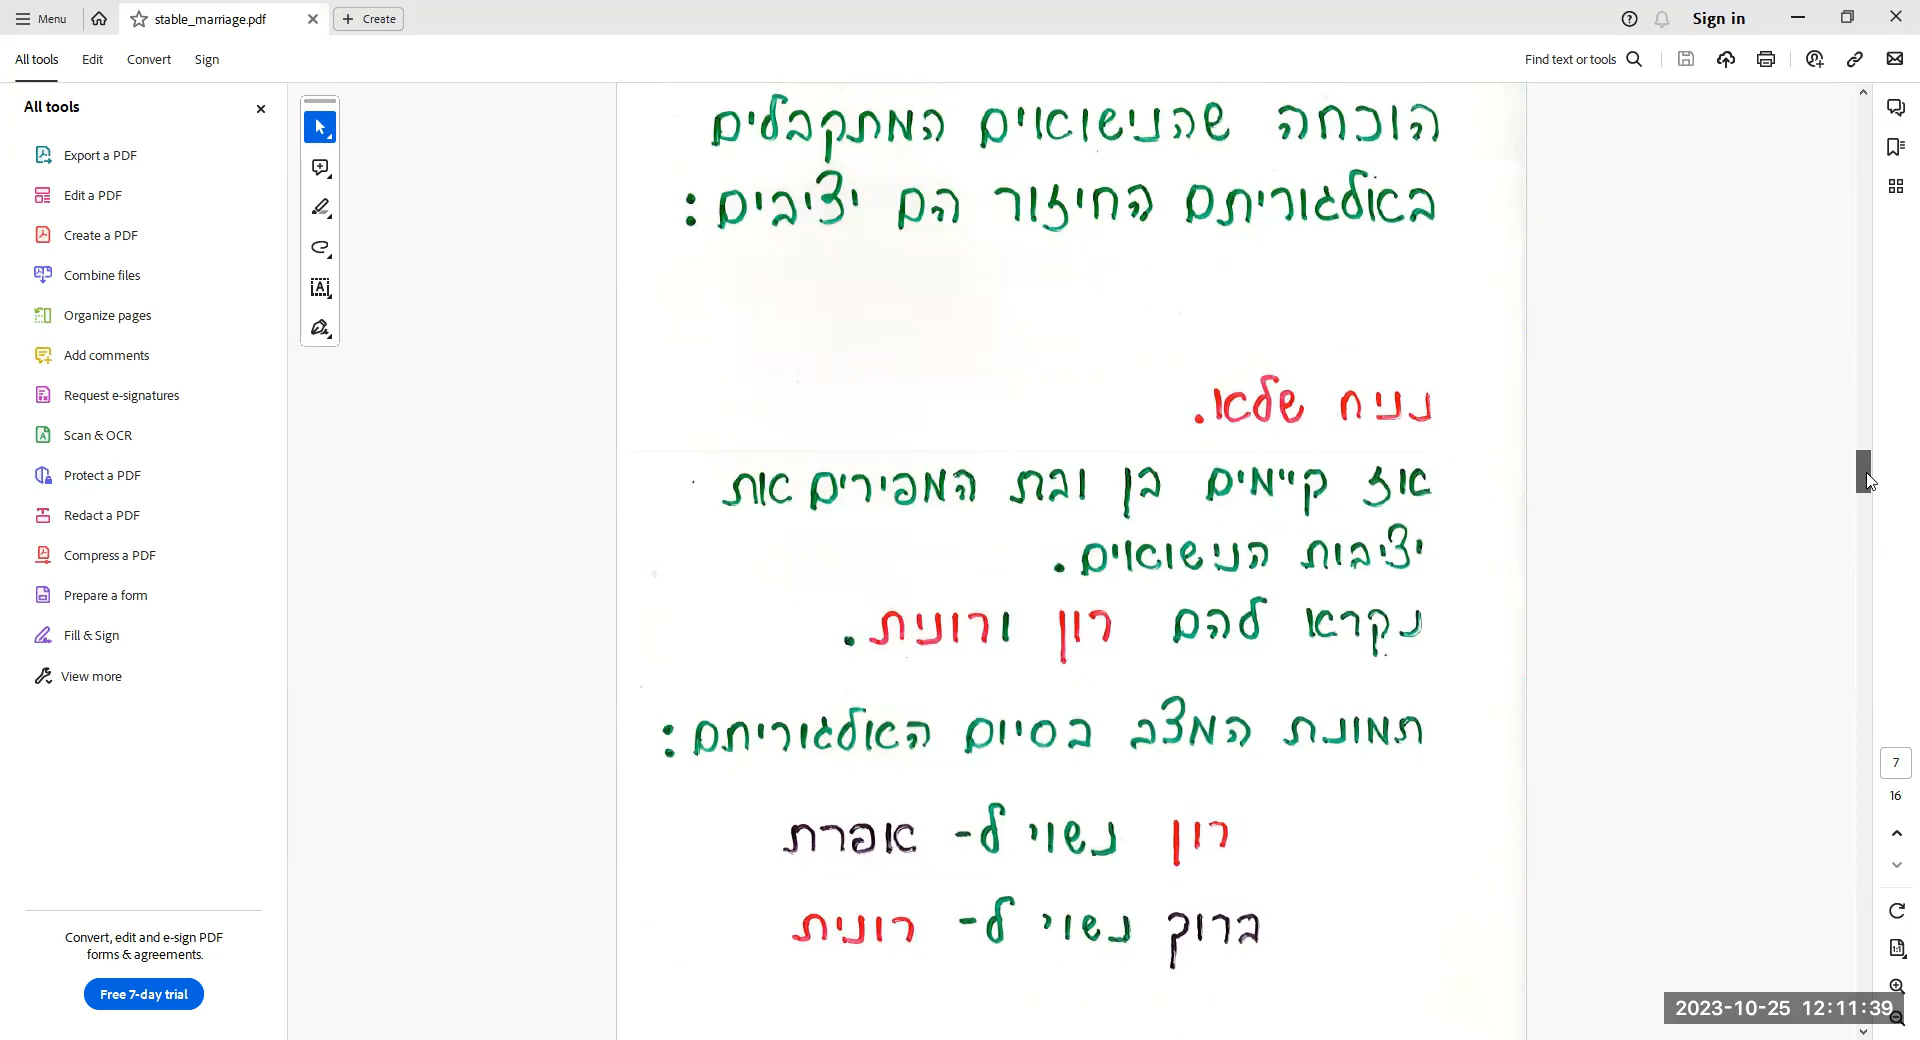 Menu
stable_marriage.pdf
Create
Sign in
All tools
Edit
Convert
Sign
Find text or tools
All tools
Export a PDF
Edit a PDF
Create a PDF
Combine files
Organize pages
Add comments
Request e-signatures
Scan & OCR
Protect a PDF
Redact a PDF
Compress a PDF
Prepare a form
Fill & Sign
View more
Convert, edit and e-sign PDF
forms & agreements.
Free 7-day trial
הוכחה שהנישואים המתקבלים
באלגוריתם החיזור הם יציבים:
נניח שלא.
אז קיימים בן ובת המפירים את
יציבות הנישואים.
נקרא להם רון ורונית.
תמונת המצב בסיום האלגוריתם:
רון נשוי ל- אפרת
ברוך נשוי ל- רונית
7
16
2023-10-25 12:11:39